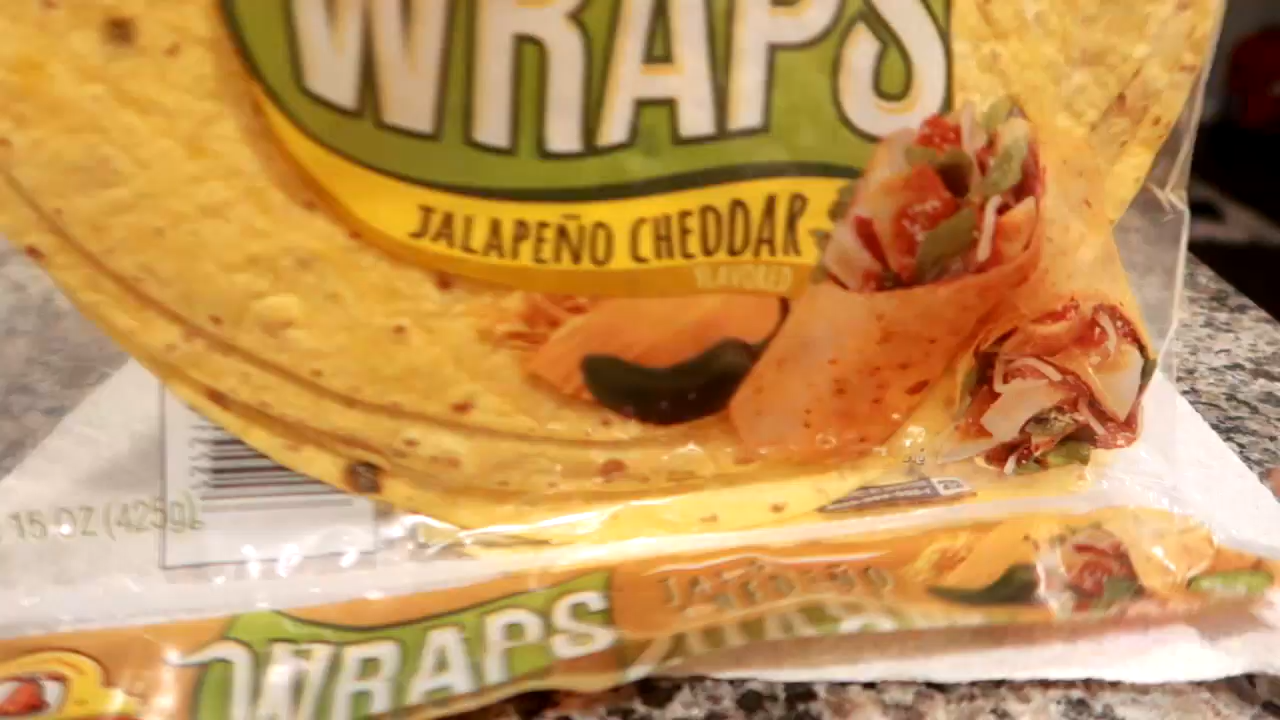 WRAPS
JALAPEÑO CHEDDAR
FLAVORED
15 OZ (425g)
WRAPS